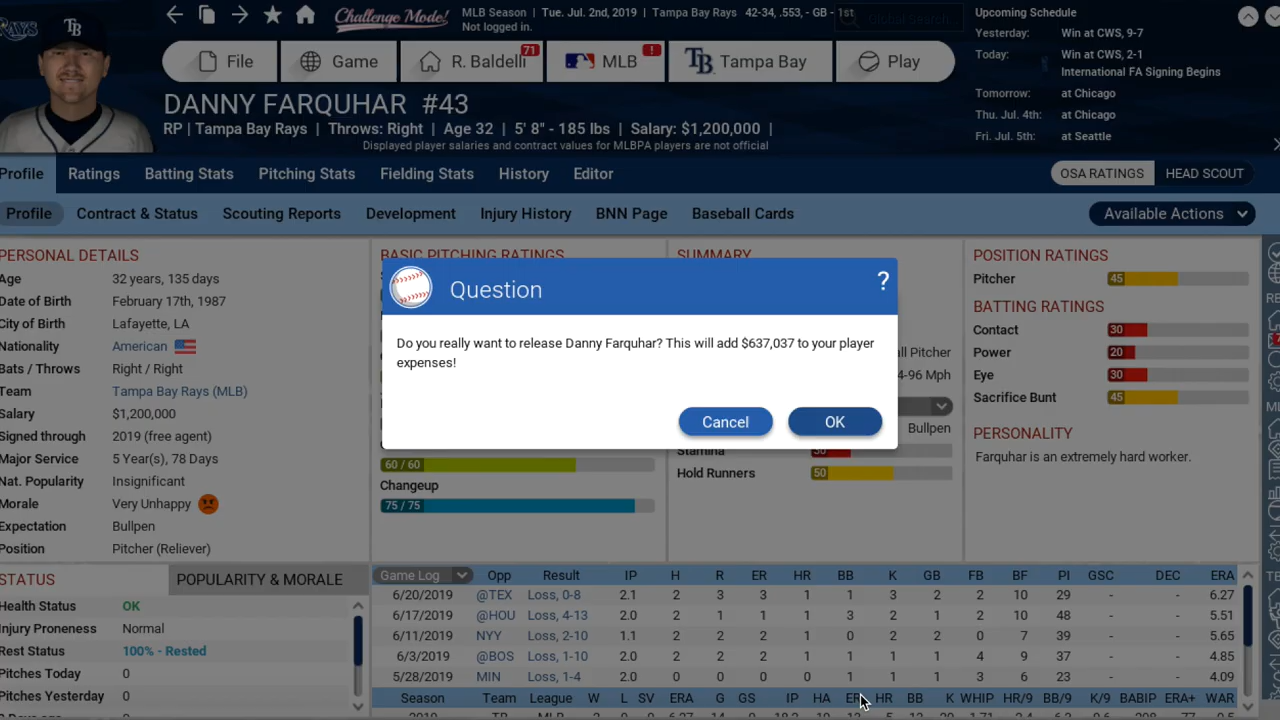 RAYS
TB
Challenge Mode!
MLB Season | Tue. Jul. 2nd, 2019 | Tampa Bay Rays 42-34, .553, - GB - 1st
Not logged in.
Global Search...
Upcoming Schedule
Yesterday: Win at CWS, 9-7
Today: Win at CWS, 2-1
International FA Signing Begins
Tomorrow: at Chicago
Thu. Jul. 4th: at Chicago
Fri. Jul. 5th: at Seattle
File
Game
R. Baldelli 71
MLB !
TB Tampa Bay
Play
DANNY FARQUHAR #43
RP | Tampa Bay Rays | Throws: Right | Age 32 | 5' 8" - 185 lbs | Salary: $1,200,000 |
Displayed player salaries and contract values for MLBPA players are not official
Profile Ratings Batting Stats Pitching Stats Fielding Stats History Editor
OSA RATINGS HEAD SCOUT
Profile Contract & Status Scouting Reports Development Injury History BNN Page Baseball Cards
Available Actions
PERSONAL DETAILS
Age 32 years, 135 days
Date of Birth February 17th, 1987
City of Birth Lafayette, LA
Nationality American
Bats / Throws Right / Right
Team Tampa Bay Rays (MLB)
Salary $1,200,000
Signed through 2019 (free agent)
Major Service 5 Year(s), 78 Days
Nat. Popularity Insignificant
Morale Very Unhappy
Expectation Bullpen
Position Pitcher (Reliever)
BASIC PITCHING RATINGS
60 / 60
Changeup
75 / 75
SUMMARY
all Pitcher
4-96 Mph
Bullpen
Stamina 30
Hold Runners 50
POSITION RATINGS
Pitcher 45
BATTING RATINGS
Contact 30
Power 20
Eye 30
Sacrifice Bunt 45
PERSONALITY
Farquhar is an extremely hard worker.
Question
?
Do you really want to release Danny Farquhar? This will add $637,037 to your player
expenses!
Cancel OK
STATUS POPULARITY & MORALE
Health Status OK
Injury Proneness Normal
Rest Status 100% - Rested
Pitches Today 0
Pitches Yesterday 0
Game Log Opp Result IP H R ER HR BB K GB FB BF PI GSC DEC ERA
6/20/2019 @TEX Loss, 0-8 2.1 2 3 3 1 1 3 2 2 10 29 - - 6.27
6/17/2019 @HOU Loss, 4-13 2.0 2 1 1 1 3 2 1 2 10 48 - - 5.51
6/11/2019 NYY Loss, 2-10 1.1 2 2 2 1 0 2 2 0 7 39 - - 5.65
6/3/2019 @BOS Loss, 1-10 2.0 2 2 2 1 1 1 1 4 9 37 - - 4.85
5/28/2019 MIN Loss, 1-4 2.0 0 0 0 0 1 1 1 3 6 23 - - 4.09
Season Team League W L SV ERA G GS IP HA ER HR BB K WHIP HR/9 BB/9 K/9 BABIP ERA+ WAR